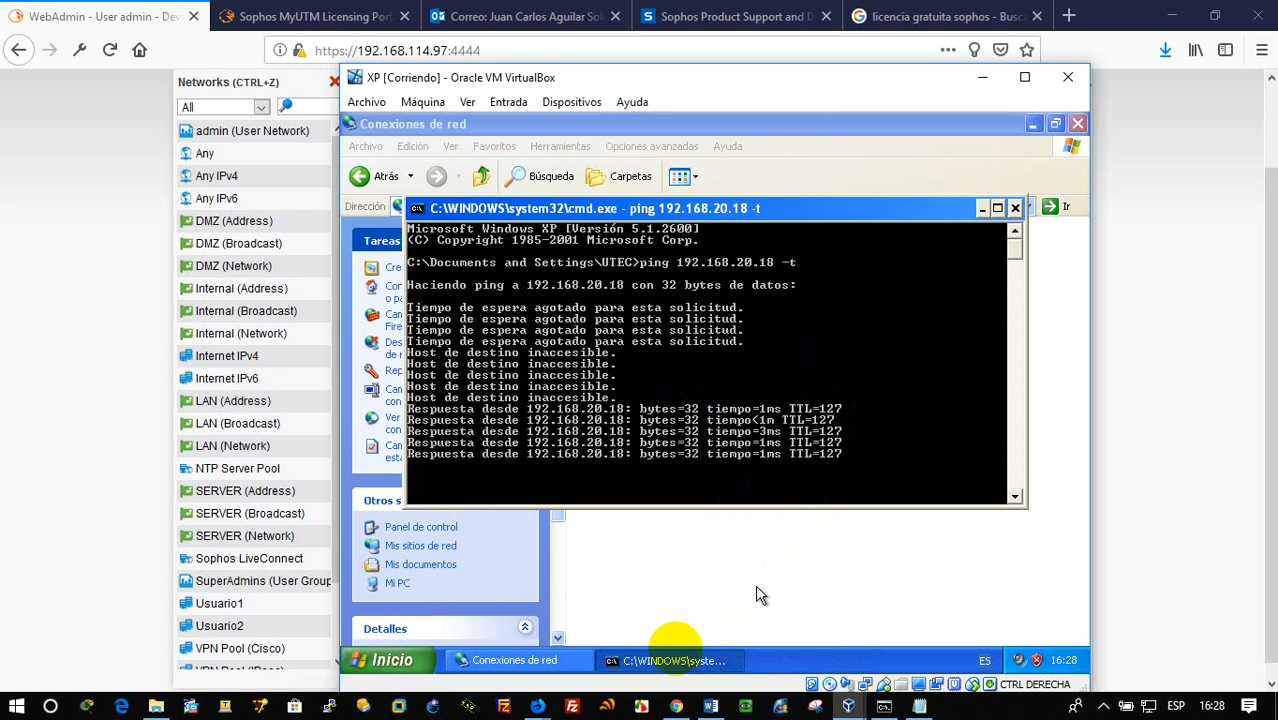 WebAdmin - User admin - Dev
Sophos MyUTM Licensing Port
Correo: Juan Carlos Aguilar Sol
Sophos Product Support and D
licencia gratuita sophos - Busc
https://192.168.114.97:4444
Networks (CTRL+Z)
All
admin (User Network)
Any
Any IPv4
Any IPv6
DMZ (Address)
DMZ (Broadcast)
DMZ (Network)
Internal (Address)
Internal (Broadcast)
Internal (Network)
Internet IPv4
Internet IPv6
LAN (Address)
LAN (Broadcast)
LAN (Network)
NTP Server Pool
SERVER (Address)
SERVER (Broadcast)
SERVER (Network)
Sophos LiveConnect
SuperAdmins (User Group
Usuario1
Usuario2
VPN Pool (Cisco)
XP [Corriendo] - Oracle VM VirtualBox
Archivo Máquina Ver Entrada Dispositivos Ayuda
Conexiones de red
Archivo Edición Ver Favoritos Herramientas Opciones avanzadas Ayuda
Atrás Búsqueda Carpetas
Dirección Ir
Tareas
Cre
Con
o pa
Can
Fire
Des
Rep
Can
Ver
Can
esta
C:\WINDOWS\system32\cmd.exe - ping 192.168.20.18 -t
Microsoft Windows XP [Versión 5.1.2600]
(C) Copyright 1985-2001 Microsoft Corp.
C:\Documents and Settings\UTEC>ping 192.168.20.18 -t
Haciendo ping a 192.168.20.18 con 32 bytes de datos:
Tiempo de espera agotado para esta solicitud.
Tiempo de espera agotado para esta solicitud.
Tiempo de espera agotado para esta solicitud.
Tiempo de espera agotado para esta solicitud.
Host de destino inaccesible.
Host de destino inaccesible.
Host de destino inaccesible.
Host de destino inaccesible.
Host de destino inaccesible.
Respuesta desde 192.168.20.18: bytes=32 tiempo=1ms TTL=127
Respuesta desde 192.168.20.18: bytes=32 tiempo<1m TTL=127
Respuesta desde 192.168.20.18: bytes=32 tiempo=3ms TTL=127
Respuesta desde 192.168.20.18: bytes=32 tiempo=1ms TTL=127
Respuesta desde 192.168.20.18: bytes=32 tiempo=1ms TTL=127
Otros s
Panel de control
Mis sitios de red
Mis documentos
Mi PC
Detalles
Inicio
Conexiones de red
C:\WINDOWS\syste...
ES
16:28
CTRL DERECHA
ESP
16:28